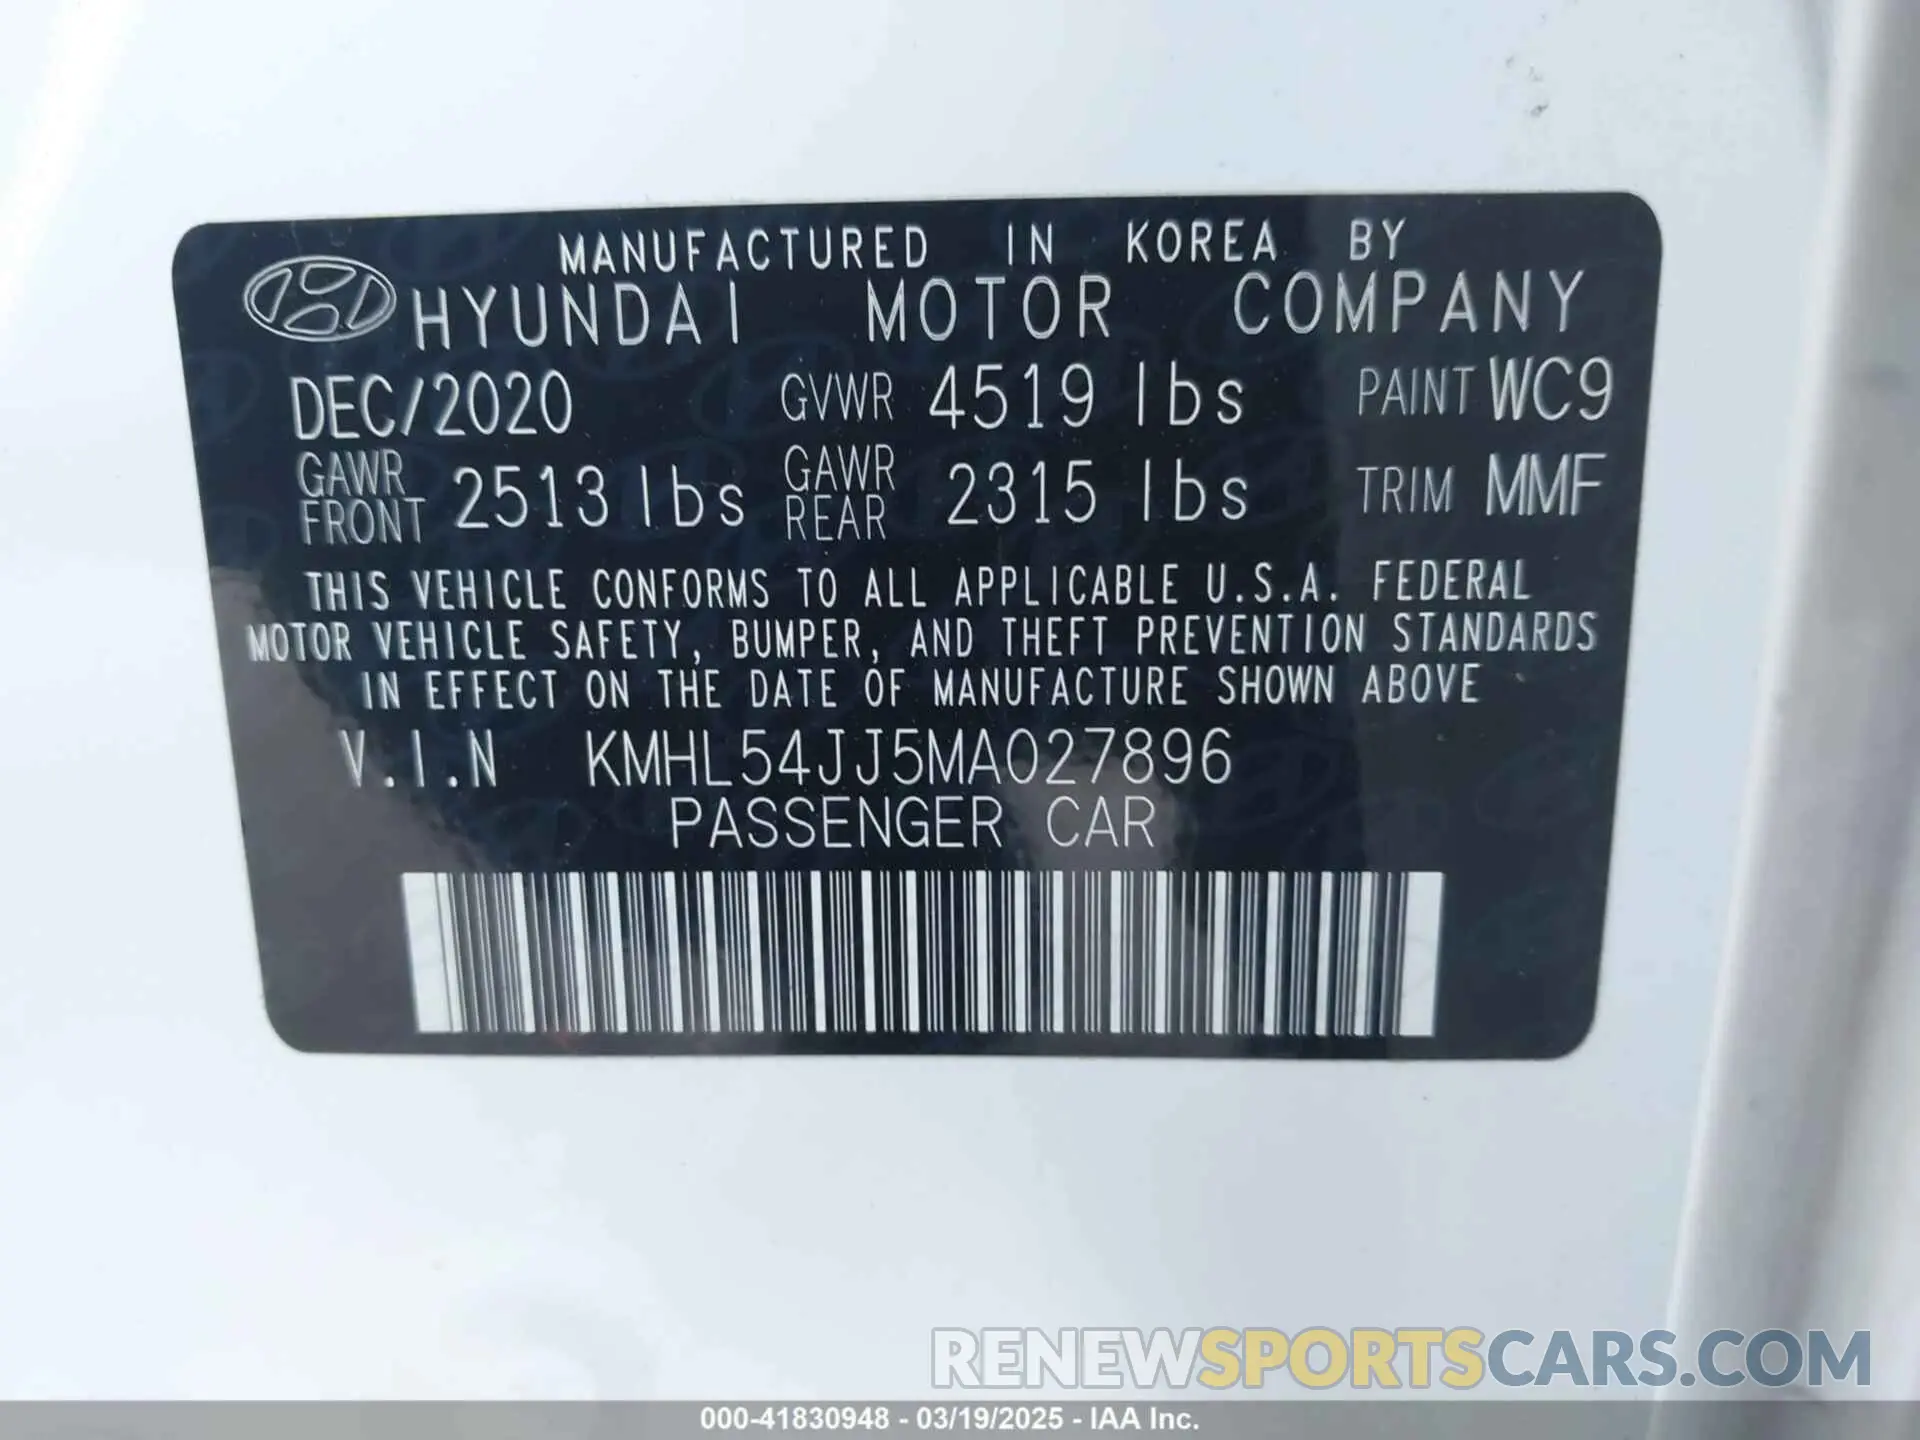 MANUFACTURED IN KOREA BY
HYUNDAI MOTOR COMPANY
DEC/2020 GVWR 4519 lbs PAINT WC9
GAWR FRONT 2513 lbs GAWR REAR 2315 lbs TRIM MMF
THIS VEHICLE CONFORMS TO ALL APPLICABLE U.S.A. FEDERAL
MOTOR VEHICLE SAFETY, BUMPER, AND THEFT PREVENTION STANDARDS
IN EFFECT ON THE DATE OF MANUFACTURE SHOWN ABOVE
V.I.N KMHL54JJ5MA027896
PASSENGER CAR
RENEWSPORTSCARS.COM
000-41830948 - 03/19/2025 - IAA Inc.